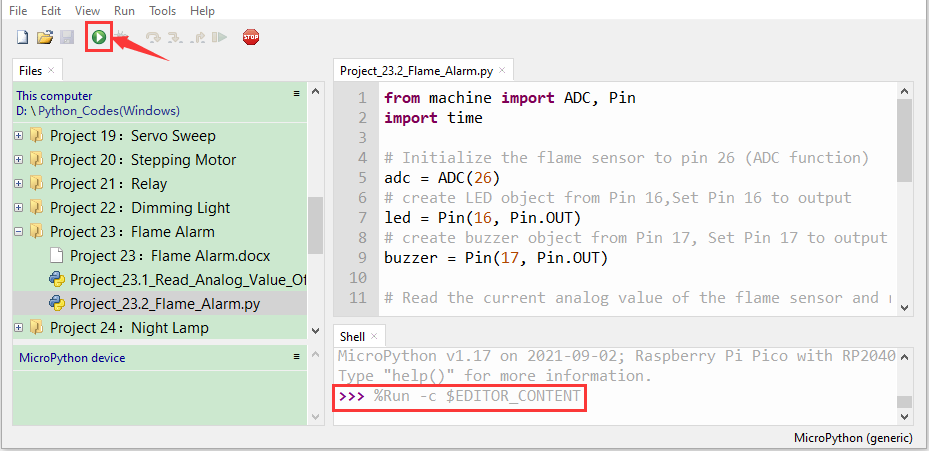 File Edit View Run Tools Help
STOP
Files
This computer
D: \ Python_Codes(Windows)
Project 19：Servo Sweep
Project 20：Stepping Motor
Project 21：Relay
Project 22：Dimming Light
Project 23：Flame Alarm
Project 23：Flame Alarm.docx
Project_23.1_Read_Analog_Value_Of
Project_23.2_Flame_Alarm.py
Project 24：Night Lamp
MicroPython device
Project_23.2_Flame_Alarm.py
1 from machine import ADC, Pin
2 import time
3
4 # Initialize the flame sensor to pin 26 (ADC function)
5 adc = ADC(26)
6 # create LED object from Pin 16,Set Pin 16 to output
7 led = Pin(16, Pin.OUT)
8 # create buzzer object from Pin 17, Set Pin 17 to output
9 buzzer = Pin(17, Pin.OUT)
10
11 # Read the current analog value of the flame sensor and
Shell
MicroPython v1.17 on 2021-09-02; Raspberry Pi Pico with RP2040
Type "help()" for more information.
>>> %Run -c $EDITOR_CONTENT
MicroPython (generic)